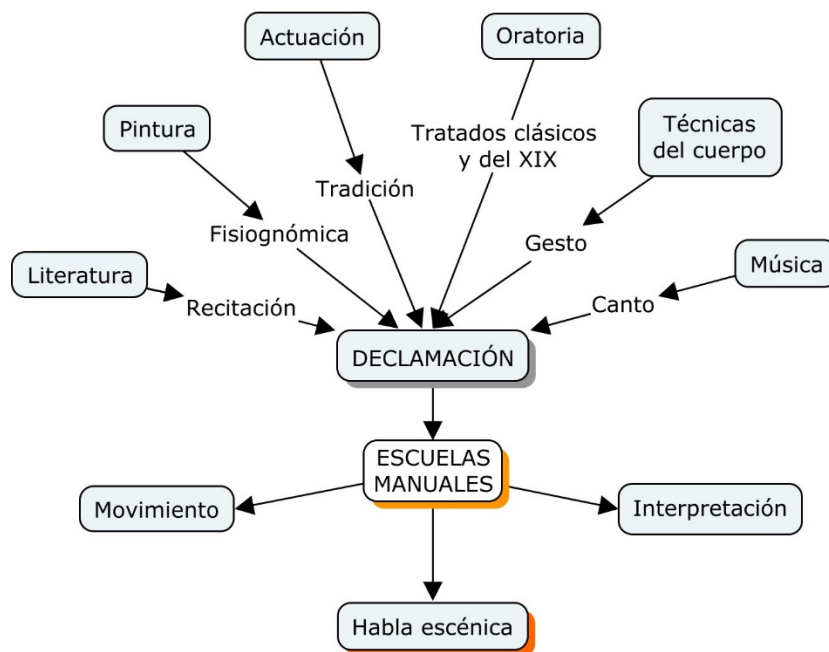 Actuación
Oratoria
Pintura
Técnicas
del cuerpo
Tratados clásicos
y del XIX
Tradición
Fisiognómica
Gesto
Literatura
Música
Recitación
Canto
DECLAMACIÓN
ESCUELAS
MANUALES
Movimiento
Interpretación
Habla escénica